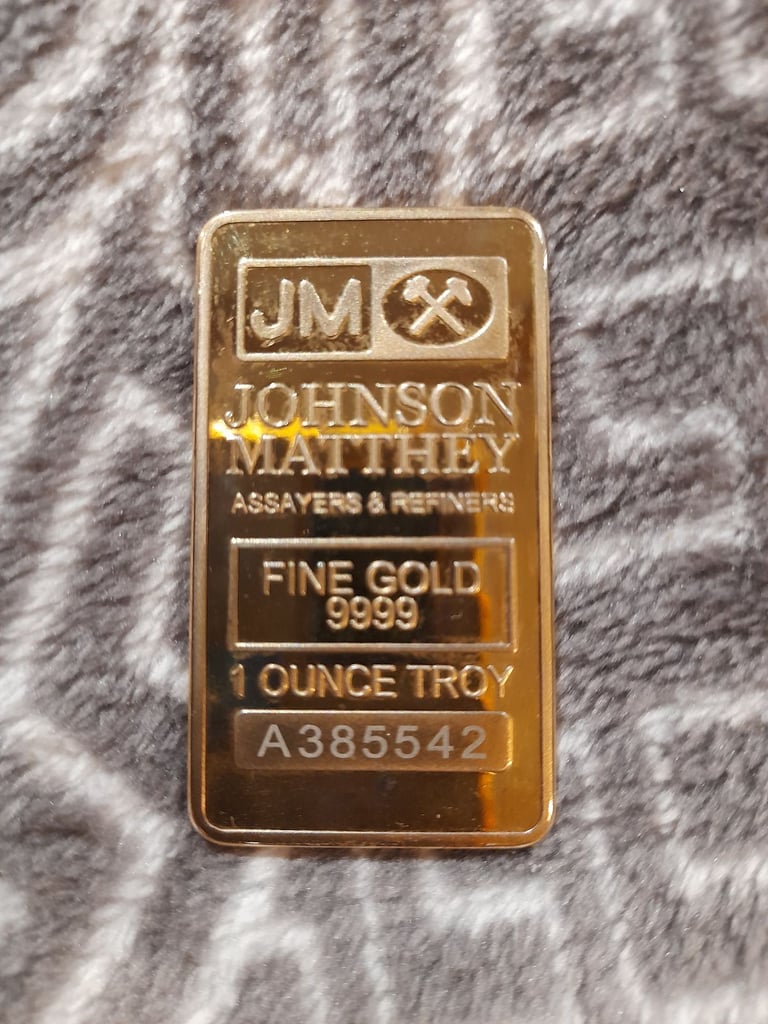 JM
JOHNSON
MATTHEY
ASSAYERS & REFINERS
FINE GOLD
9999
1 OUNCE TROY
A385542